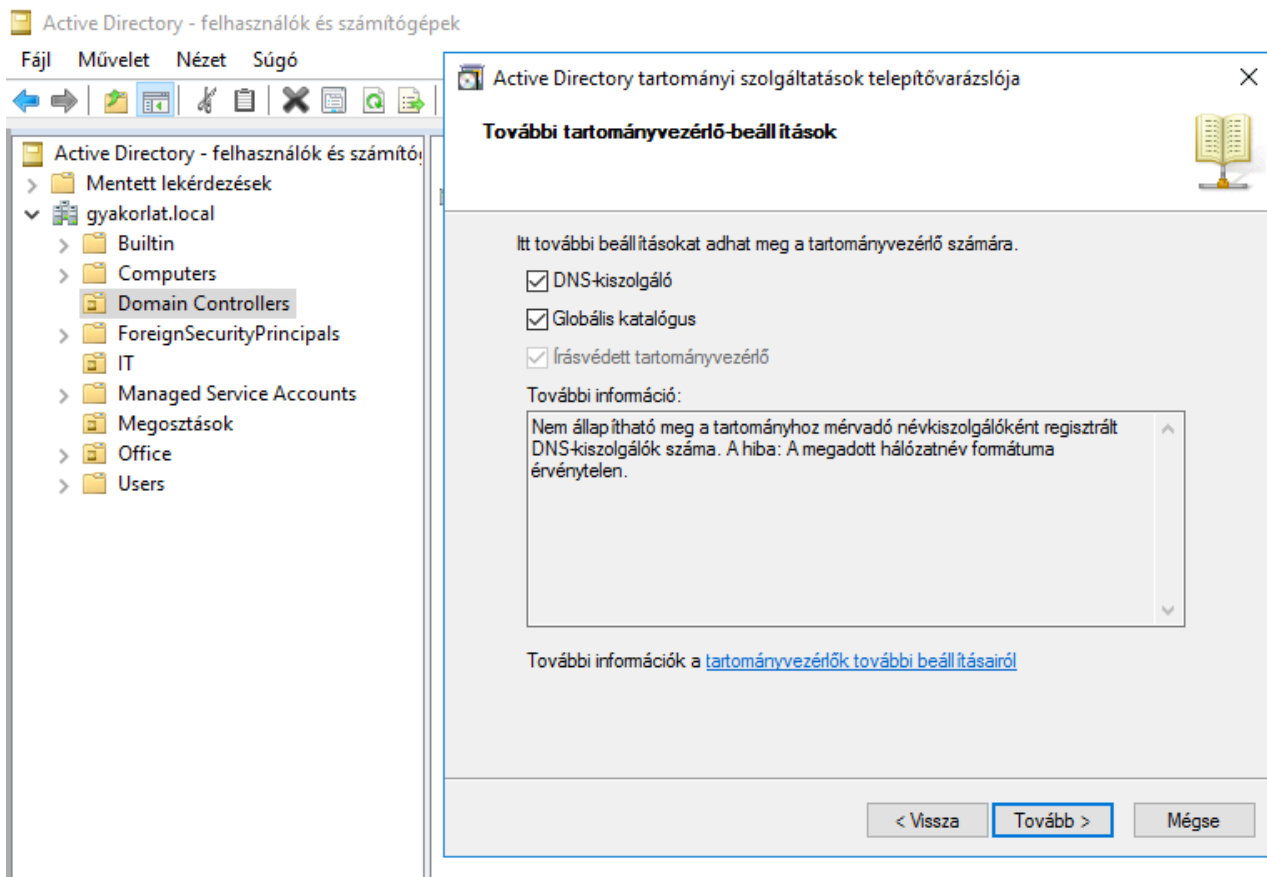 Active Directory - felhasználók és számítógépek
Fájl Művelet Nézet Súgó
Active Directory - felhasználók és számító
Mentett lekérdezések
gyakorlat.local
Builtin
Computers
Domain Controllers
ForeignSecurityPrincipals
IT
Managed Service Accounts
Megosztások
Office
Users
Active Directory tartományi szolgáltatások telepítővarázslója
További tartományvezérlő-beállítások
Itt további beállításokat adhat meg a tartományvezérlő számára.
DNS-kiszolgáló
Globális katalógus
Írásvédett tartományvezérlő
További információ:
Nem állapítható meg a tartományhoz mérvadó névkiszolgálóként regisztrált
DNS-kiszolgálók száma. A hiba: A megadott hálózatnév formátuma
érvénytelen.
További információk a tartományvezérlők további beállításairól
< Vissza Tovább > Mégse